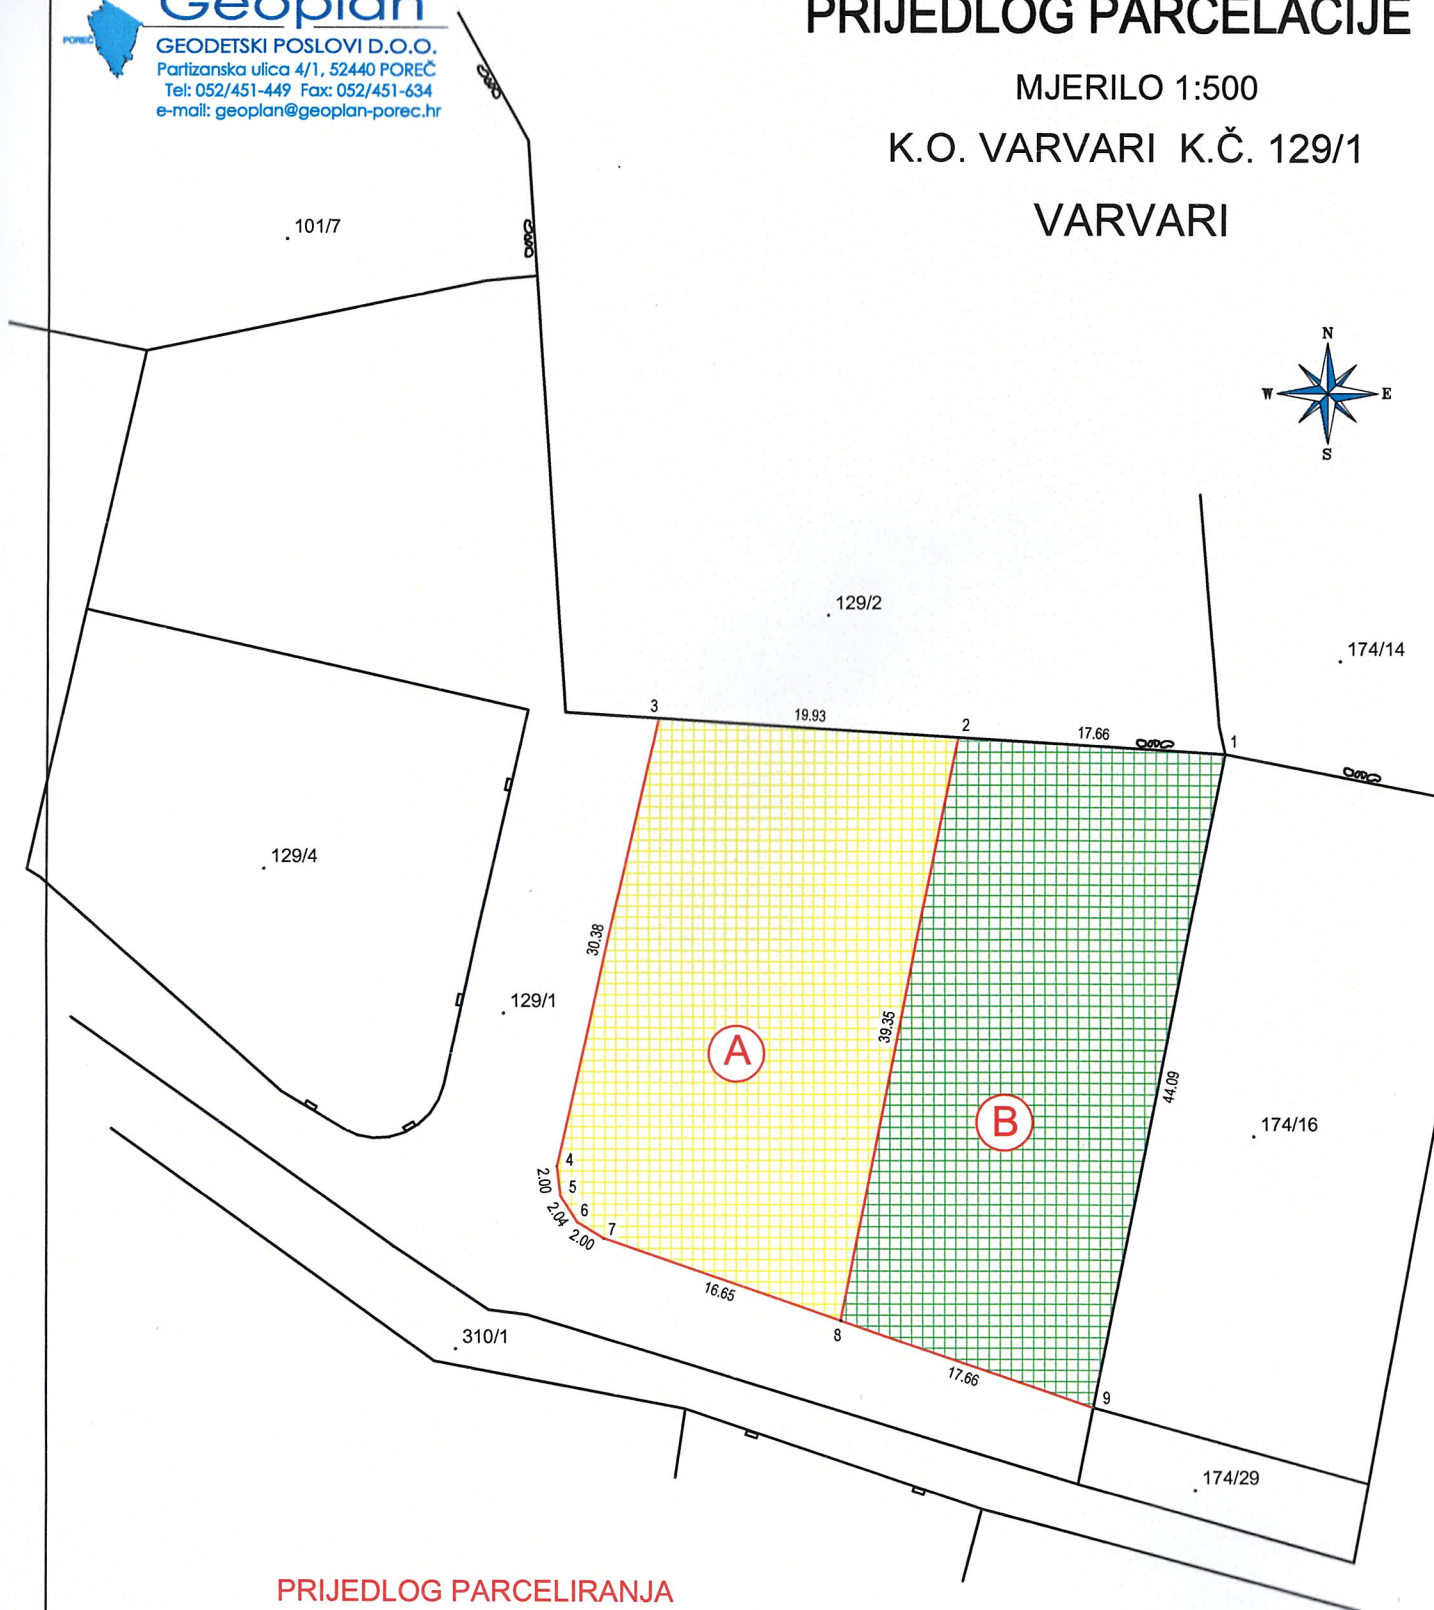 Geoplan
POREČ
GEODETSKI POSLOVI D.O.O.
Partizanska ulica 4/1, 52440 POREČ
Tel: 052/451-449 Fax: 052/451-634
e-mail: geoplan@geoplan-porec.hr
PRIJEDLOG PARCELACIJE
MJERILO 1:500
K.O. VARVARI K.Č. 129/1
VARVARI
101/7
N
W
E
S
129/2
174/14
3
19.93
2
17.66
1
129/4
30.38
129/1
39.35
A
44.09
B
174/16
4
2.00
5
2.04
6
2.00
7
16.65
8
310/1
17.66
9
174/29
PRIJEDLOG PARCELIRANJA